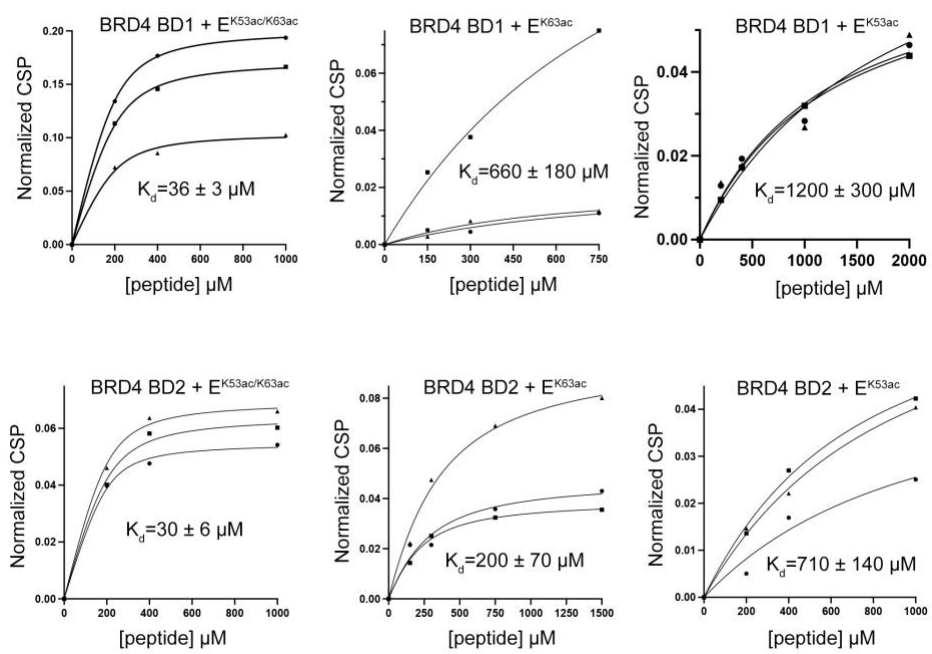 BRD4 BD1 + E^K53ac/K63ac
Normalized CSP
0.20
0.15
0.10
0.05
0.00
K_d=36 ± 3 µM
0 200 400 600 800 1000
[peptide] µM
BRD4 BD1 + E^K63ac
Normalized CSP
0.06
0.04
0.02
0.00
K_d=660 ± 180 µM
0 150 300 450 600 750
[peptide] µM
BRD4 BD1 + E^K53ac
Normalized CSP
0.04
0.02
0.00
K_d=1200 ± 300 µM
0 500 1000 1500 2000
[peptide] µM
BRD4 BD2 + E^K53ac/K63ac
Normalized CSP
0.06
0.04
0.02
0.00
K_d=30 ± 6 µM
0 200 400 600 800 1000
[peptide] µM
BRD4 BD2 + E^K63ac
Normalized CSP
0.08
0.06
0.04
0.02
0.00
K_d=200 ± 70 µM
0 250 500 750 1000 1250 1500
[peptide] µM
BRD4 BD2 + E^K53ac
Normalized CSP
0.04
0.03
0.02
0.01
0.00
K_d=710 ± 140 µM
0 200 400 600 800 1000
[peptide] µM